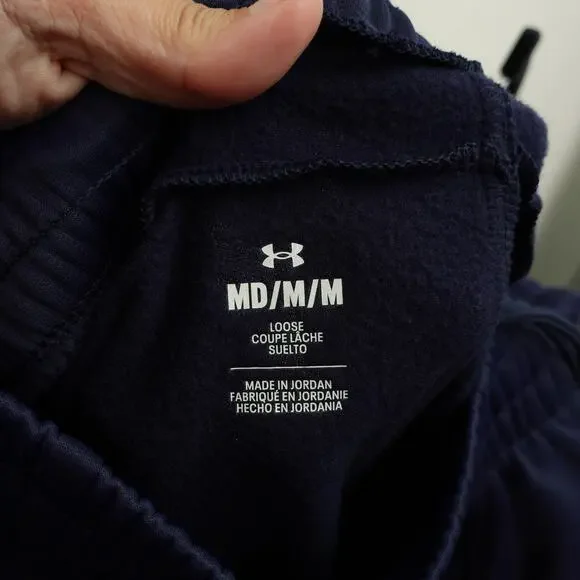 MD/M/M
LOOSE
COUPE LÂCHE
SUELTO
MADE IN JORDAN
FABRIQUÉ EN JORDANIE
HECHO EN JORDANIA